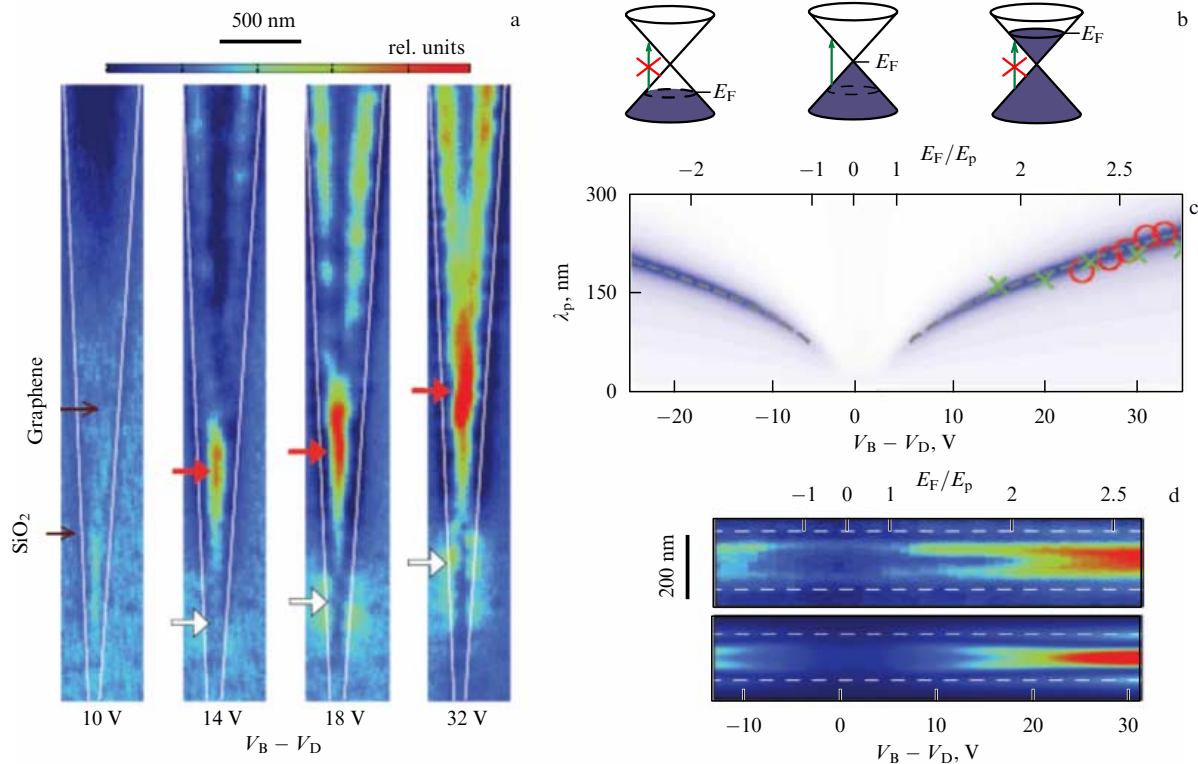 a
500 nm
rel. units
Graphene
SiO₂
10 V
14 V
18 V
32 V
V_B − V_D
b
E_F
E_F
E_F
E_F/E_p
−2
−1
0
1
2
2.5
c
300
150
0
λ_p, nm
−20
−10
0
10
20
30
V_B − V_D, V
E_F/E_p
−1
0
1
2
2.5
d
200 nm
−10
0
10
20
30
V_B − V_D, V